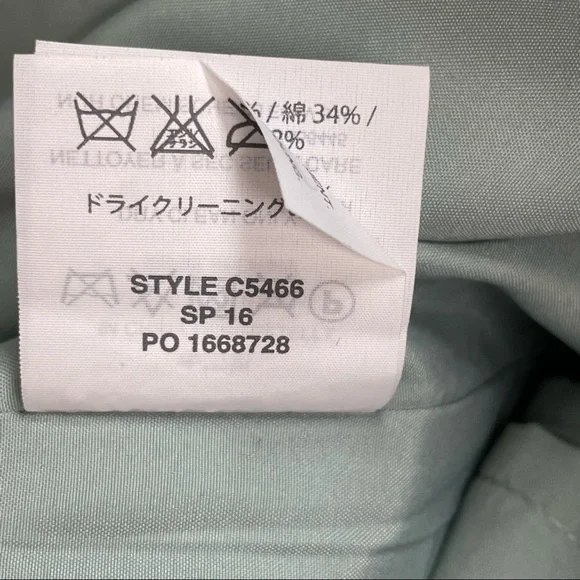 / 綿 34% /
%
ドライクリーニング
STYLE C5466
SP 16
PO 1668728